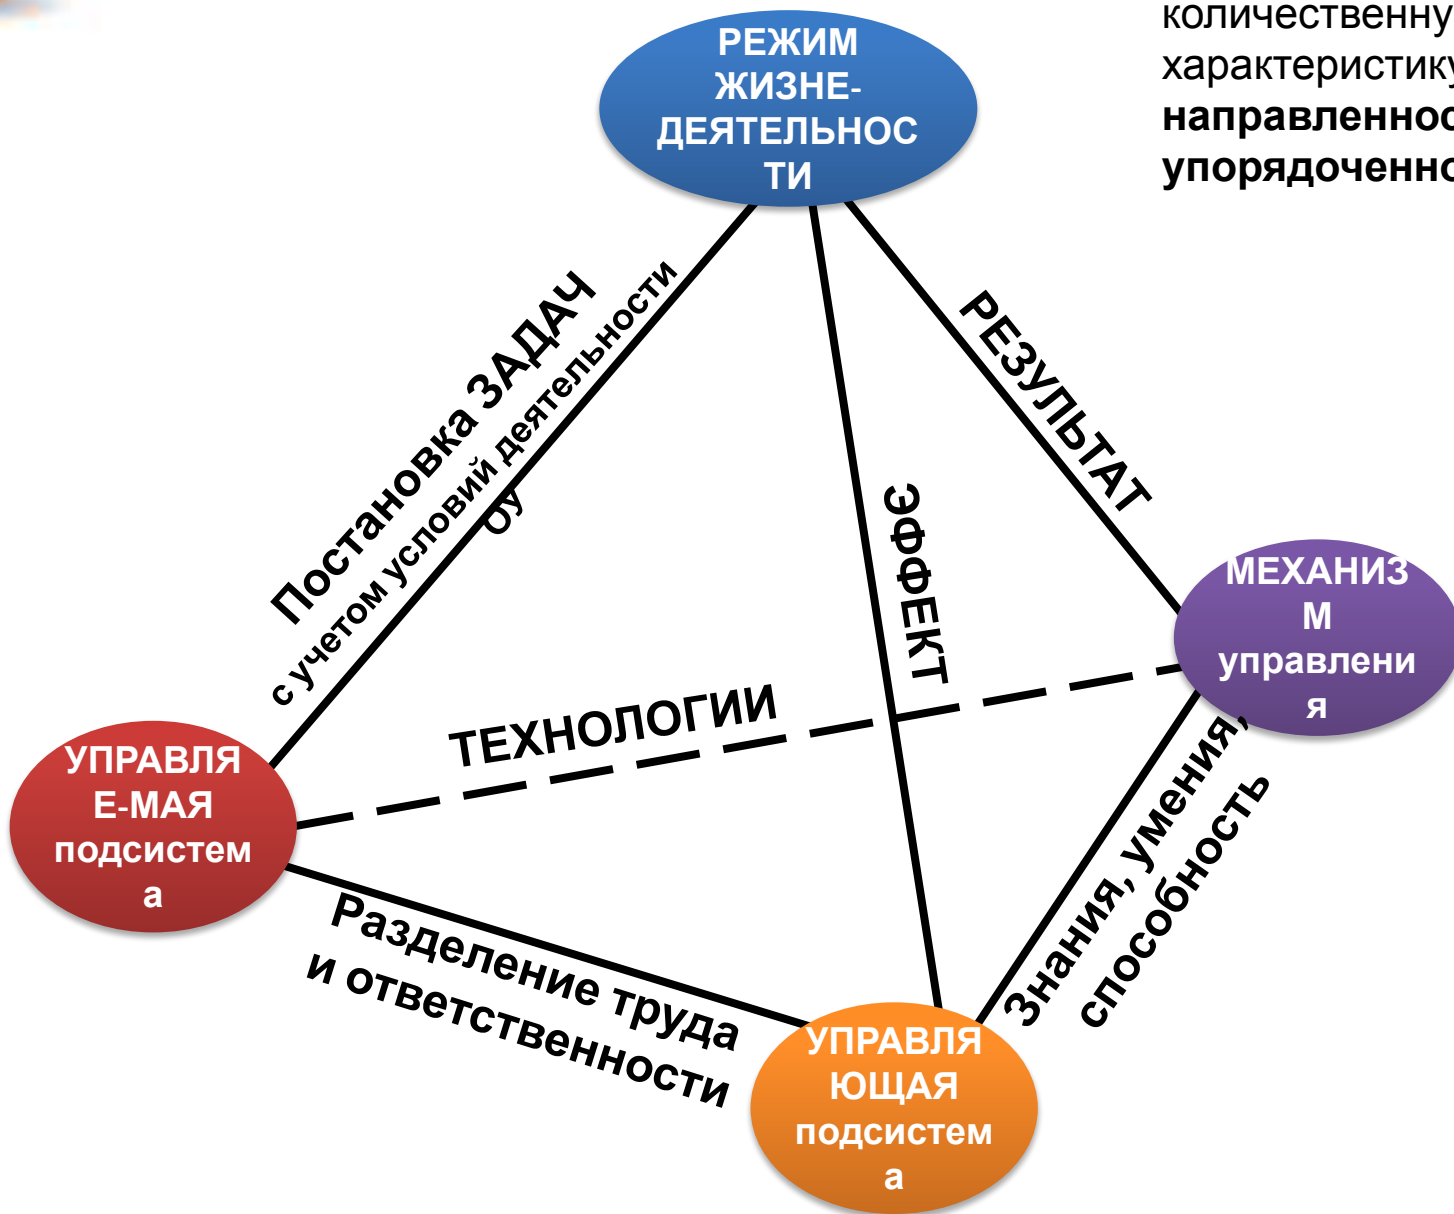 количественну
характеристику
направленнос
упорядоченно
РЕЖИМ
ЖИЗНЕ-
ДЕЯТЕЛЬНОС
ТИ
Постановка ЗАДАЧ
с учетом условий деятельности
оу
РЕЗУЛЬТАТ
ЭФФЕКТ
МЕХАНИЗ
М
управлени
я
ТЕХНОЛОГИИ
УПРАВЛЯ
Е-МАЯ
подсистем
а
Знания, умения,
способность
Разделение труда
и ответственности
УПРАВЛЯ
ЮЩАЯ
подсистем
а